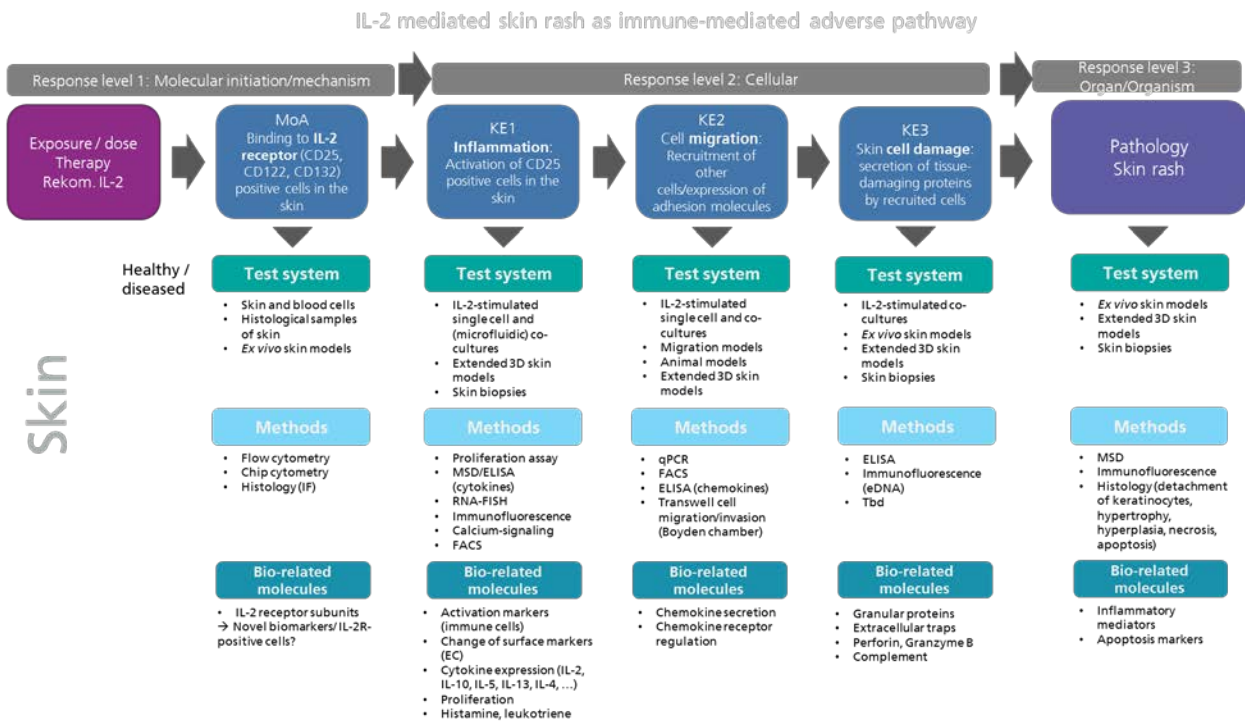 IL-2 mediated skin rash as immune-mediated adverse pathway
Response level 1: Molecular initiation/mechanism
Response level 2: Cellular
Response level 3:
Organ/Organism
Exposure / dose
Therapy
Rekom. IL-2
MoA
Binding to IL-2
receptor (CD25,
CD122, CD132)
positive cells in the
skin
KE1
Inflammation:
Activation of CD25
positive cells in the
skin
KE2
Cell migration:
Recruitment of
other
cells/expression of
adhesion molecules
KE3
Skin cell damage:
secretion of tissue-
damaging proteins
by recruited cells
Pathology
Skin rash
Healthy /
diseased
Skin
Test system
• Skin and blood cells
• Histological samples
of skin
• Ex vivo skin models
Test system
• IL-2-stimulated
single cell and
(microfluidic) co-
cultures
• Extended 3D skin
models
• Skin biopsies
Test system
• IL-2-stimulated
single cell and co-
cultures
• Migration models
• Animal models
• Extended 3D skin
models
Test system
• IL-2-stimulated co-
cultures
• Ex vivo skin models
• Extended 3D skin
models
• Skin biopsies
Test system
• Ex vivo skin models
• Extended 3D skin
models
• Skin biopsies
Methods
• Flow cytometry
• Chip cytometry
• Histology (IF)
Methods
• Proliferation assay
• MSD/ELISA
(cytokines)
• RNA-FISH
• Immunofluorescence
• Calcium-signaling
• FACS
Methods
• qPCR
• FACS
• ELISA (chemokines)
• Transwell cell
migration/invasion
(Boyden chamber)
Methods
• ELISA
• Immunofluorescence
(eDNA)
• Tbd
Methods
• MSD
• Immunofluorescence
• Histology (detachment
of keratinocytes,
hypertrophy,
hyperplasia, necrosis,
apoptosis)
Bio-related
molecules
• IL-2 receptor subunits
→ Novel biomarkers/ IL-2R-
positive cells?
Bio-related
molecules
• Activation markers
(immune cells)
• Change of surface markers
(EC)
• Cytokine expression (IL-2,
IL-10, IL-5, IL-13, IL-4, ...)
• Proliferation
• Histamine, leukotriene
Bio-related
molecules
• Chemokine secretion
• Chemokine receptor
regulation
Bio-related
molecules
• Granular proteins
• Extracellular traps
• Perforin, Granzyme B
• Complement
Bio-related
molecules
• Inflammatory
mediators
• Apoptosis markers